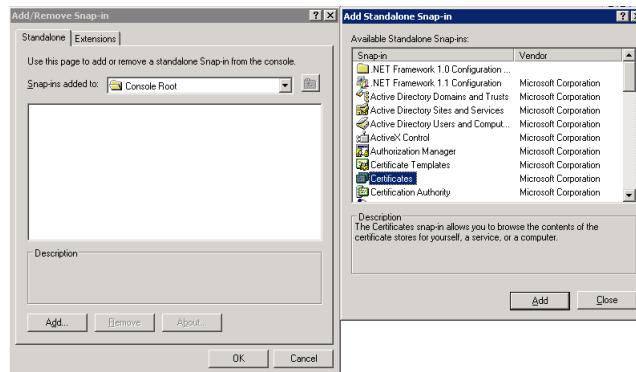 Add/Remove Snap-in
Standalone Extensions
Use this page to add or remove a standalone Snap-in from the console.
Snap-ins added to: Console Root
Description
Add... Remove About...
OK Cancel
Add Standalone Snap-in
Available Standalone Snap-ins:
Snap-in Vendor
.NET Framework 1.0 Configuration ...
.NET Framework 1.1 Configuration Microsoft Corporation
Active Directory Domains and Trusts Microsoft Corporation
Active Directory Sites and Services Microsoft Corporation
Active Directory Users and Comput... Microsoft Corporation
ActiveX Control
Authorization Manager Microsoft Corporation
Certificate Templates Microsoft Corporation
Certificates Microsoft Corporation
Certification Authority Microsoft Corporation
Description
The Certificates snap-in allows you to browse the contents of the
certificate stores for yourself, a service, or a computer.
Add Close